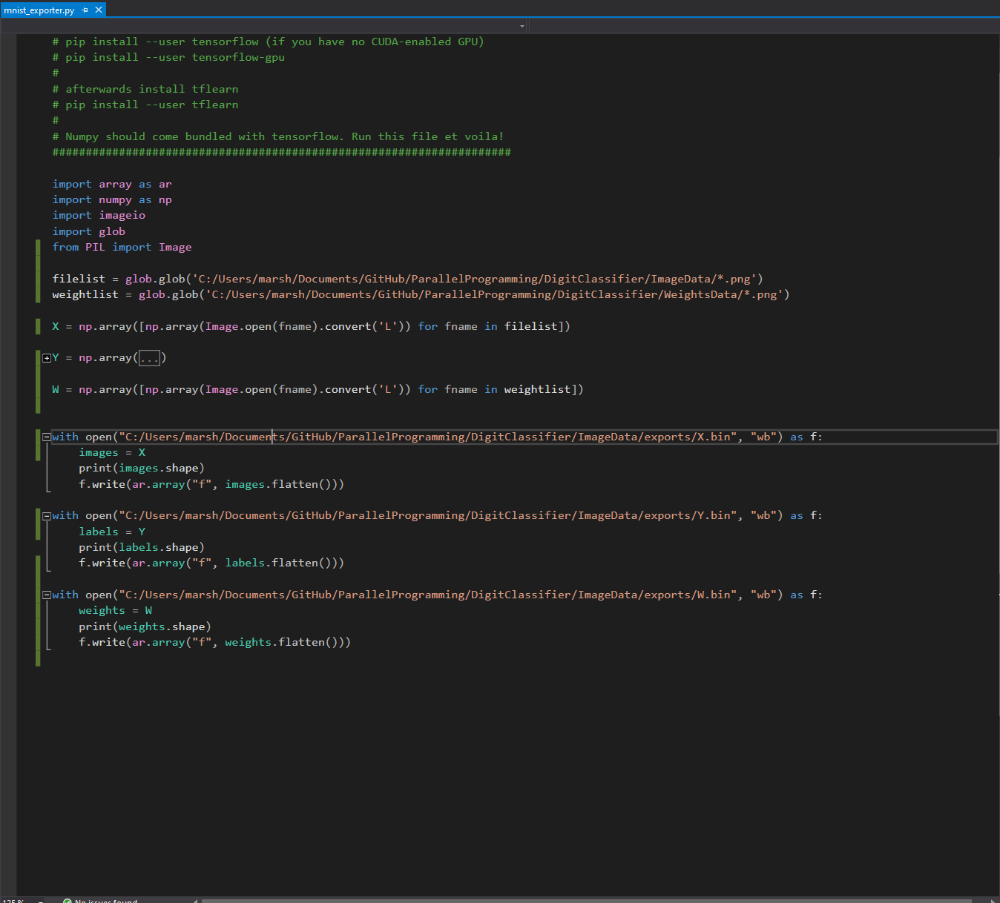 mnist_exporter.py
# pip install --user tensorflow (if you have no CUDA-enabled GPU)
# pip install --user tensorflow-gpu
#
# afterwards install tflearn
# pip install --user tflearn
#
# Numpy should come bundled with tensorflow. Run this file et voila!
#####################################################################
import array as ar
import numpy as np
import imageio
import glob
from PIL import Image
filelist = glob.glob('C:/Users/marsh/Documents/GitHub/ParallelProgramming/DigitClassifier/ImageData/*.png')
weightlist = glob.glob('C:/Users/marsh/Documents/GitHub/ParallelProgramming/DigitClassifier/WeightsData/*.png')
X = np.array([np.array(Image.open(fname).convert('L')) for fname in filelist])
Y = np.array(...)
W = np.array([np.array(Image.open(fname).convert('L')) for fname in weightlist])
with open("C:/Users/marsh/Documents/GitHub/ParallelProgramming/DigitClassifier/ImageData/exports/X.bin", "wb") as f:
    images = X
    print(images.shape)
    f.write(ar.array("f", images.flatten()))
with open("C:/Users/marsh/Documents/GitHub/ParallelProgramming/DigitClassifier/ImageData/exports/Y.bin", "wb") as f:
    labels = Y
    print(labels.shape)
    f.write(ar.array("f", labels.flatten()))
with open("C:/Users/marsh/Documents/GitHub/ParallelProgramming/DigitClassifier/ImageData/exports/W.bin", "wb") as f:
    weights = W
    print(weights.shape)
    f.write(ar.array("f", weights.flatten()))
No issues found